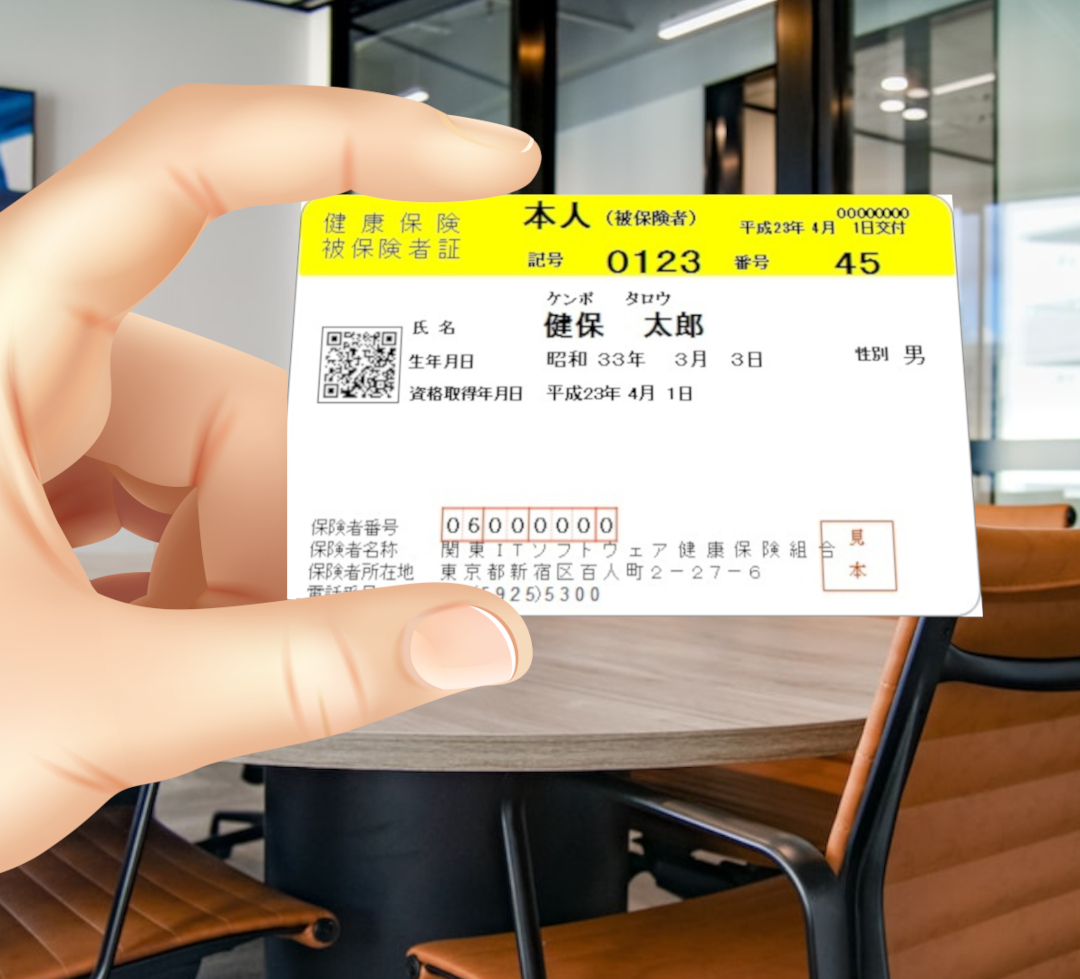 健康保険
被保険者証
本人（被保険者）
00000000
平成23年 4月 1日交付
記号 0123 番号 45
ケンポ タロウ
氏名 健保 太郎
生年月日 昭和 33年 3月 3日 性別 男
資格取得年月日 平成23年 4月 1日
保険者番号 06000000
保険者名称 関東ITソフトウェア健康保険組合
保険者所在地 東京都新宿区百人町2-27-6
5925)5300
見本